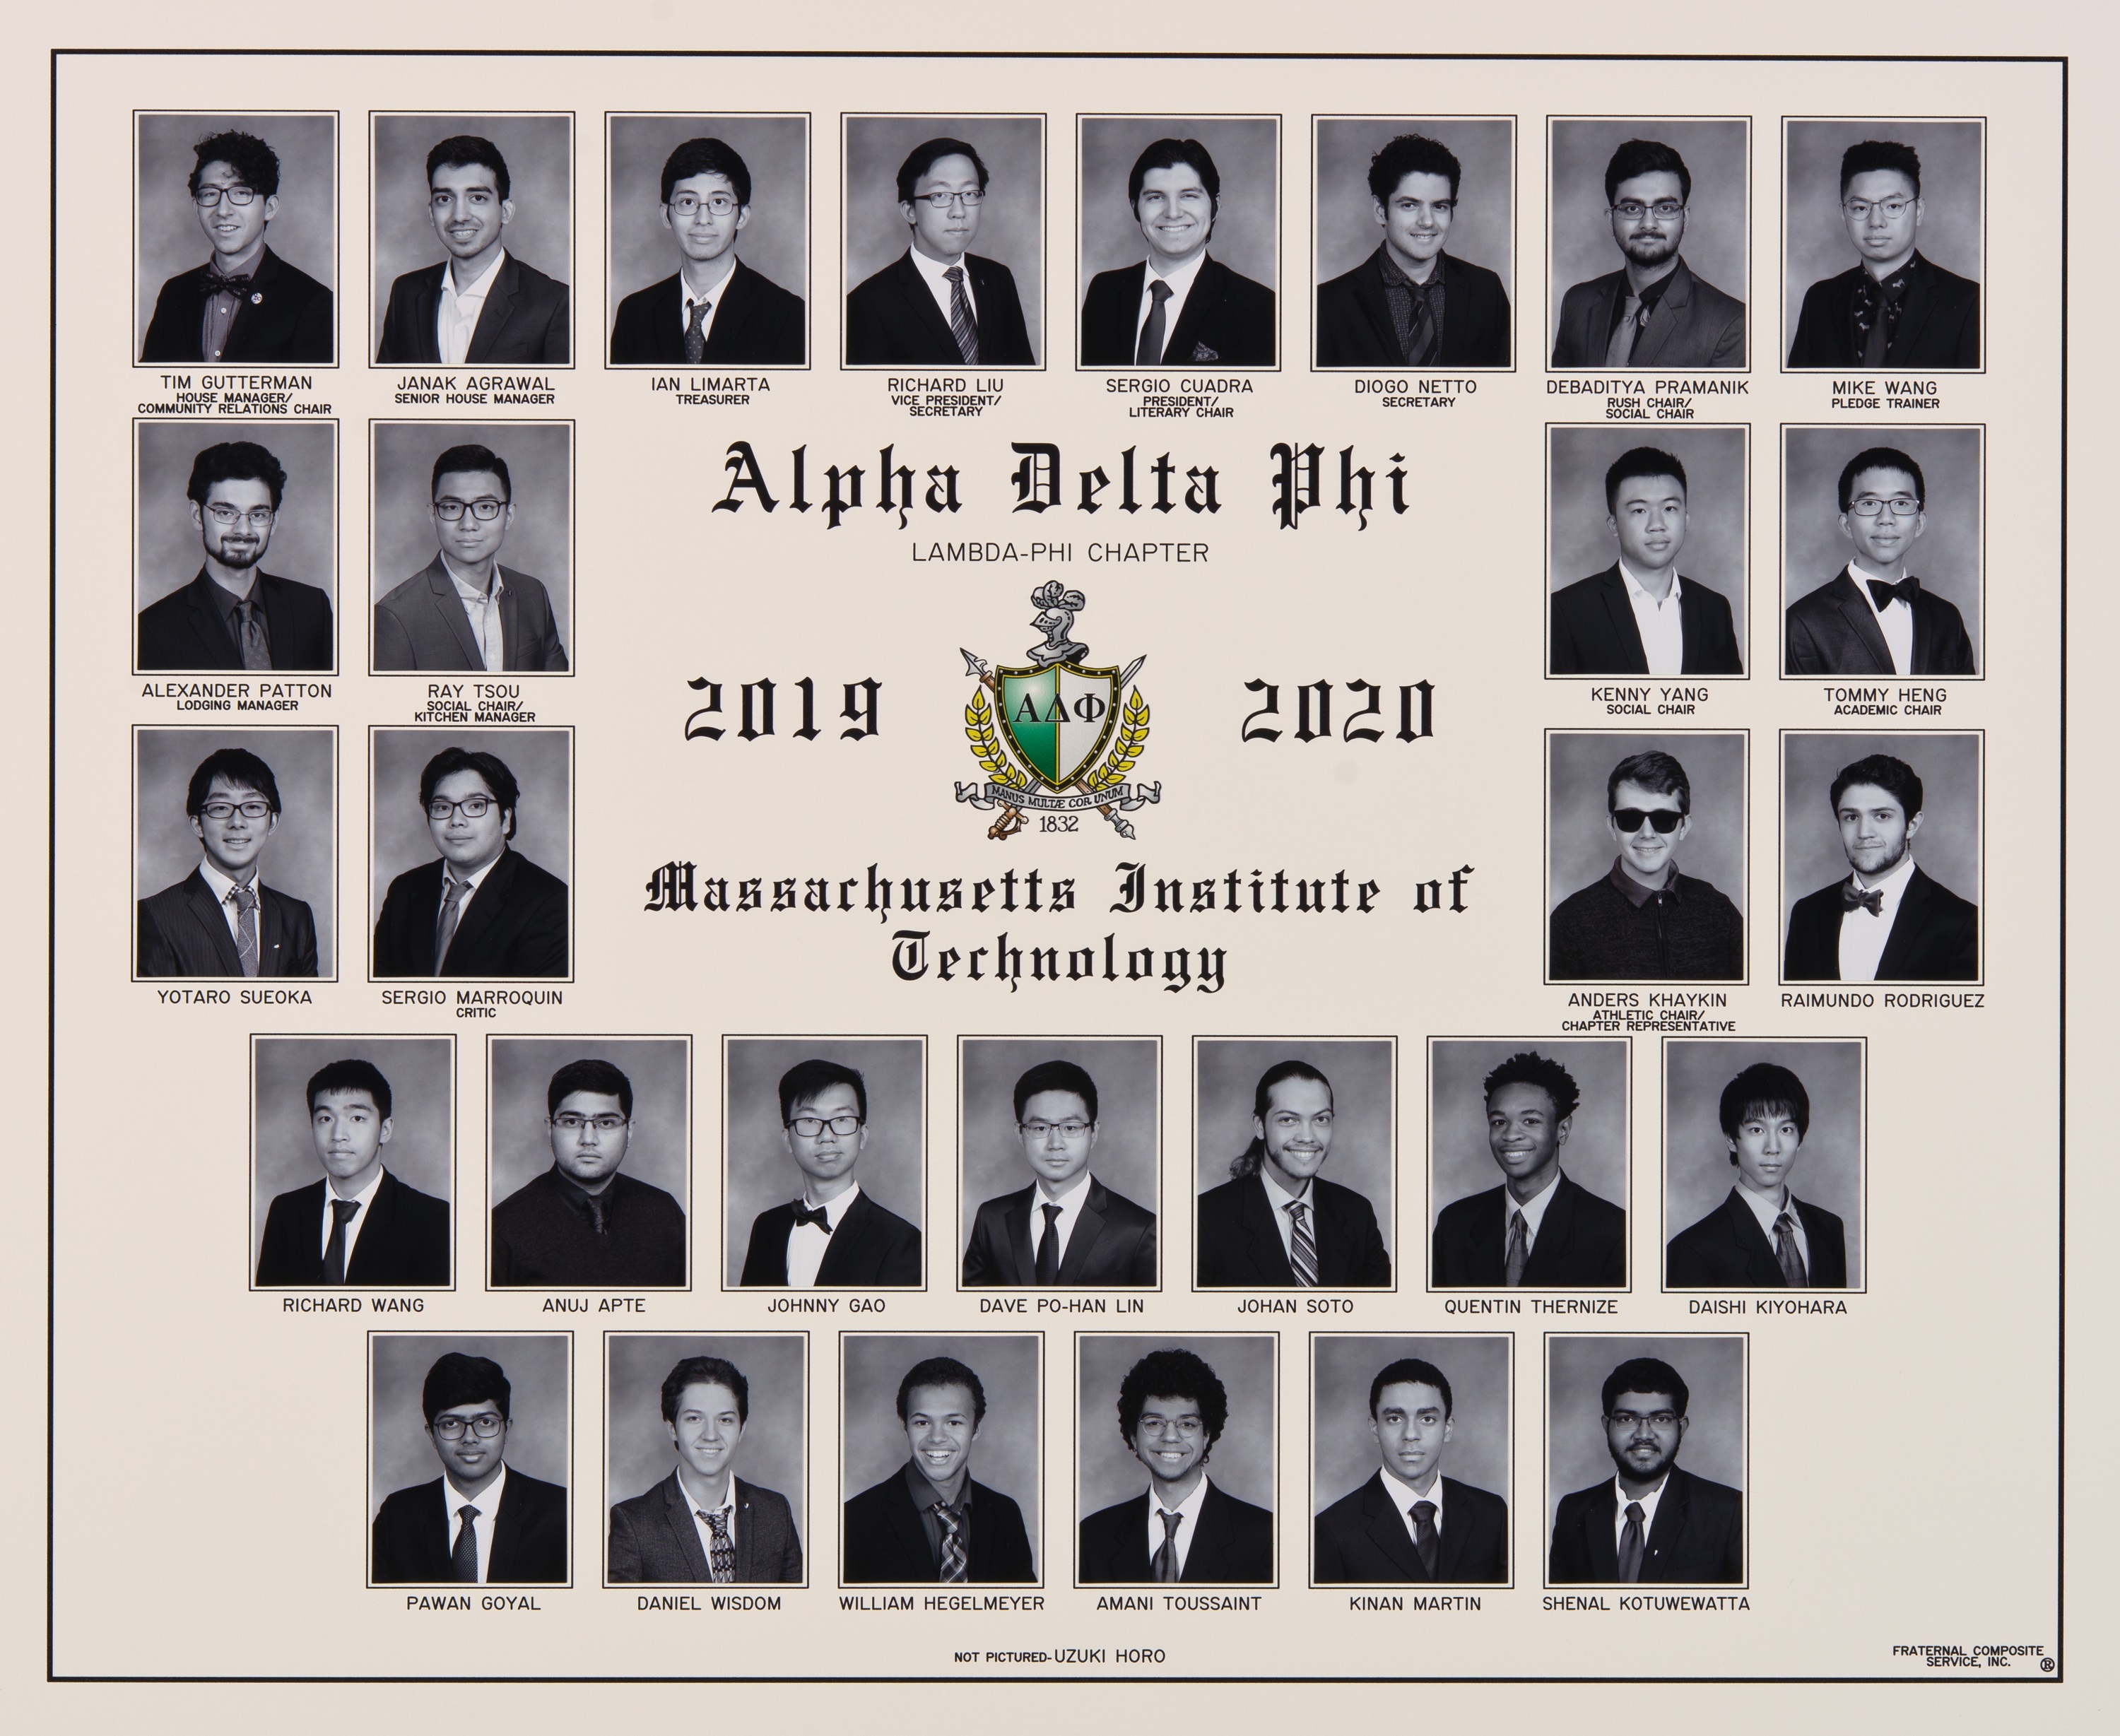 TIM GUTTERMAN
HOUSE MANAGER/
COMMUNITY RELATIONS CHAIR
JANAK AGRAWAL
SENIOR HOUSE MANAGER
IAN LIMARTA
TREASURER
RICHARD LIU
VICE PRESIDENT/
SECRETARY
SERGIO CUADRA
PRESIDENT/
LITERARY CHAIR
DIOGO NETTO
SECRETARY
DEBADITYA PRAMANIK
RUSH CHAIR/
SOCIAL CHAIR
MIKE WANG
PLEDGE TRAINER
ALEXANDER PATTON
LODGING MANAGER
RAY TSOU
SOCIAL CHAIR/
KITCHEN MANAGER
Alpha Delta Phi
LAMBDA-PHI CHAPTER
KENNY YANG
SOCIAL CHAIR
TOMMY HENG
ACADEMIC CHAIR
2019
ΑΔΦ
2020
MANUS MULTÆ COR UNUM
1832
Massachusetts Institute of
Technology
YOTARO SUEOKA
SERGIO MARROQUIN
CRITIC
ANDERS KHAYKIN
ATHLETIC CHAIR/
CHAPTER REPRESENTATIVE
RAIMUNDO RODRIGUEZ
RICHARD WANG
ANUJ APTE
JOHNNY GAO
DAVE PO-HAN LIN
JOHAN SOTO
QUENTIN THERNIZE
DAISHI KIYOHARA
PAWAN GOYAL
DANIEL WISDOM
WILLIAM HEGELMEYER
AMANI TOUSSAINT
KINAN MARTIN
SHENAL KOTUWEWATTA
NOT PICTURED-UZUKI HORO
FRATERNAL COMPOSITE
SERVICE, INC. ®